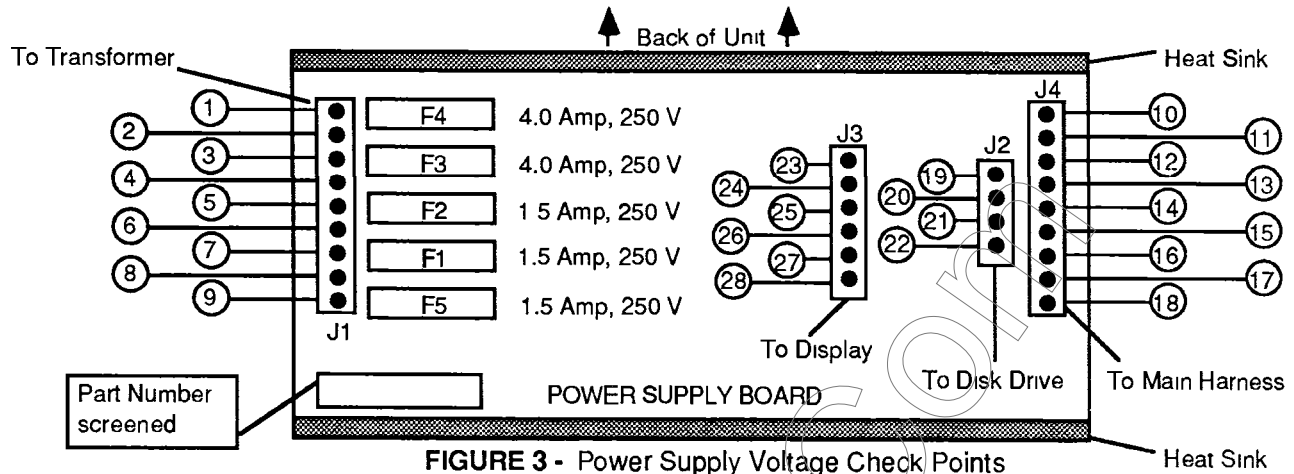 Back of Unit
To Transformer
Heat Sink
J4
1
F4
4.0 Amp, 250 V
10
2
J3
11
3
F3
4.0 Amp, 250 V
23
J2
12
4
24
19
13
5
F2
1 5 Amp, 250 V
25
20
14
6
26
21
15
7
F1
1.5 Amp, 250 V
27
22
16
8
28
17
9
F5
1.5 Amp, 250 V
18
J1
To Display
To Disk Drive
To Main Harness
Part Number
screened
POWER SUPPLY BOARD
FIGURE 3 - Power Supply Voltage Check Points
Heat Sink
com